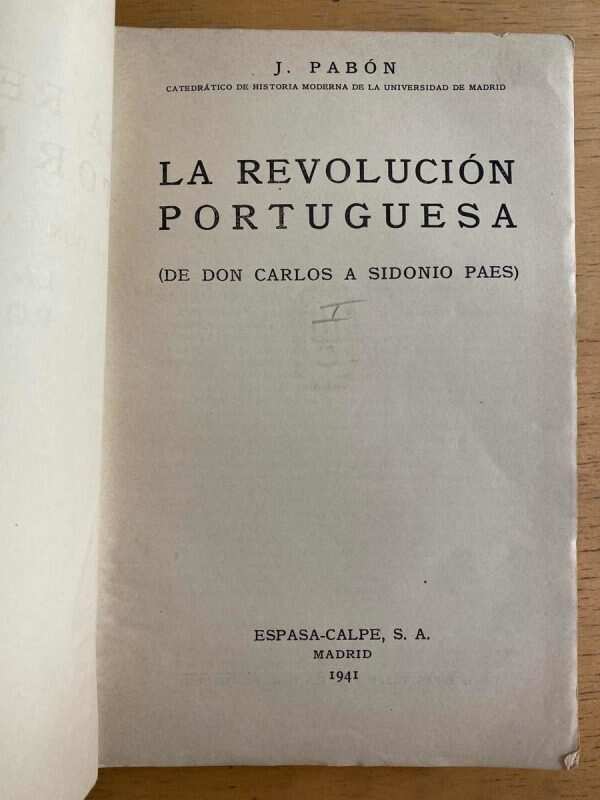 J. PABÓN
CATEDRÁTICO DE HISTORIA MODERNA DE LA UNIVERSIDAD DE MADRID
LA REVOLUCIÓN
PORTUGUESA
(DE DON CARLOS A SIDONIO PAES)
I
ESPASA-CALPE, S. A.
MADRID
1941